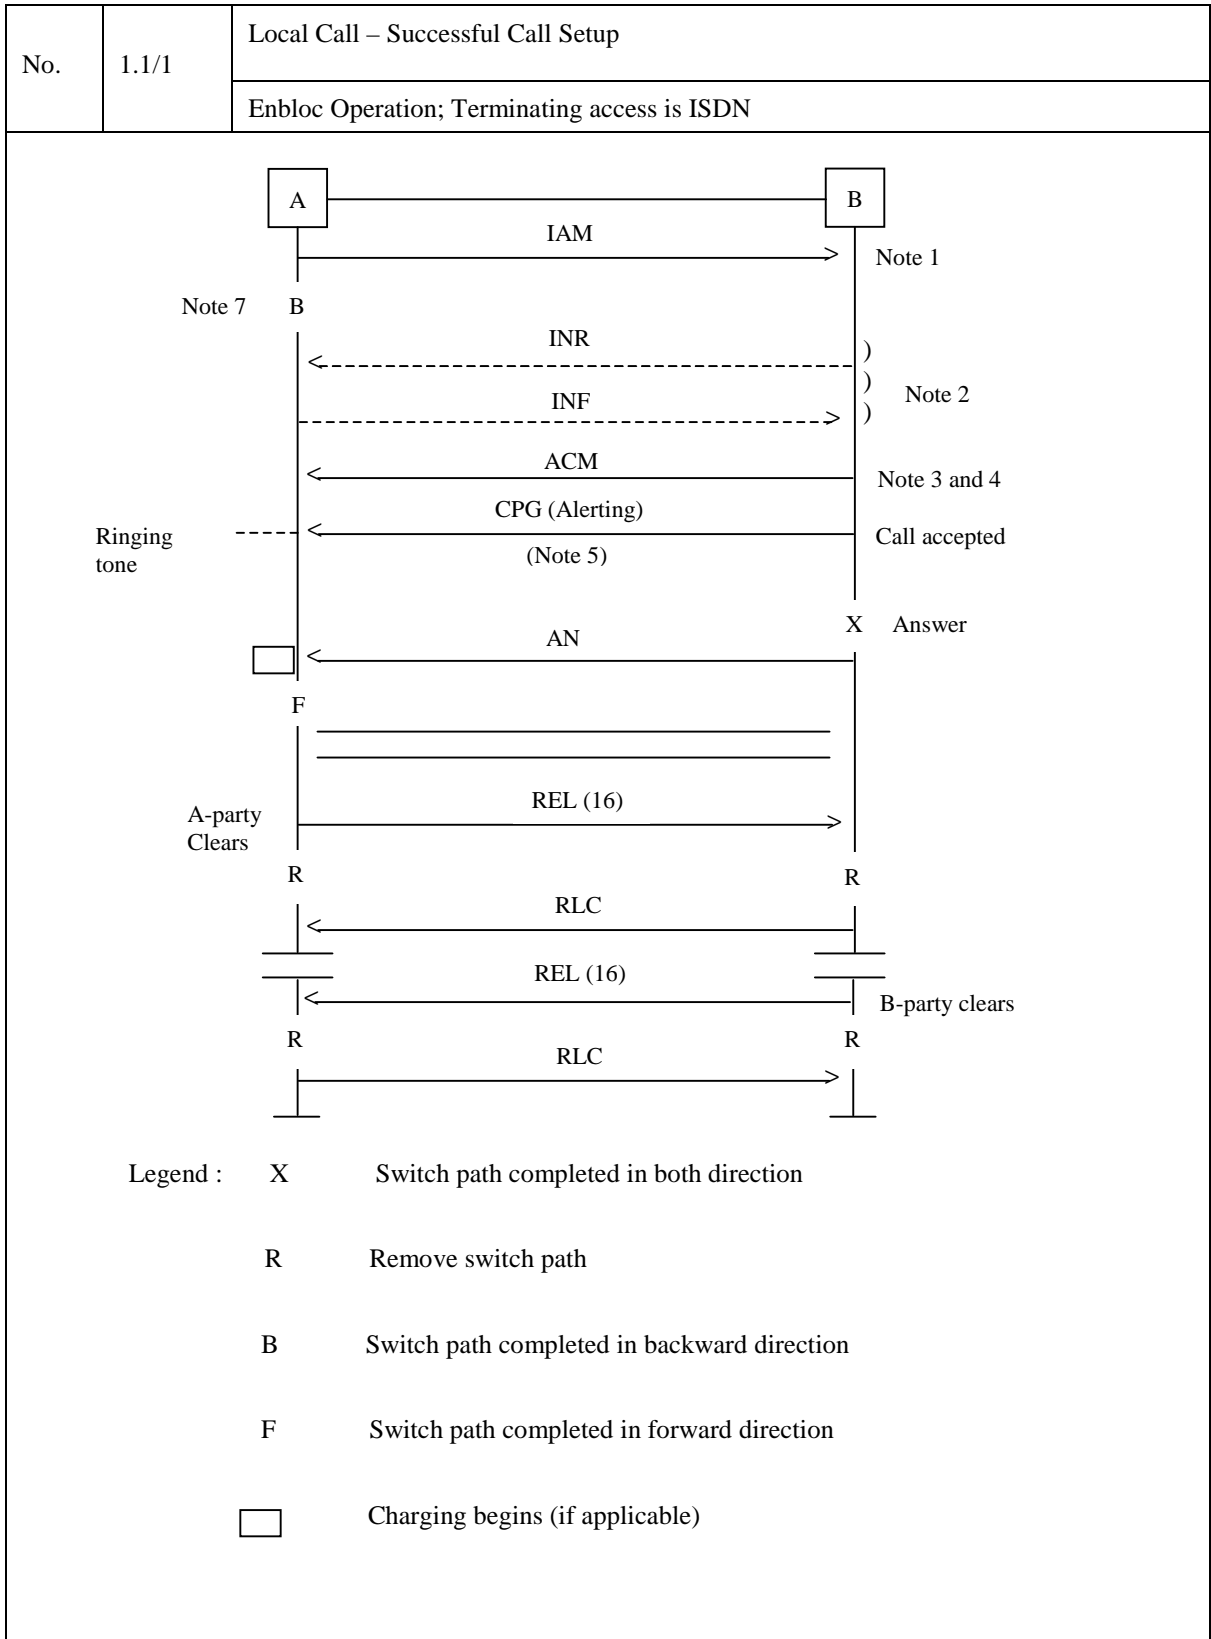 No.
1.1/1
Local Call – Successful Call Setup
Enbloc Operation; Terminating access is ISDN
A
B
IAM
Note 1
Note 7
B
INR
)
)
Note 2
INF
)
ACM
Note 3 and 4
CPG (Alerting)
Ringing
tone
Call accepted
(Note 5)
X
Answer
AN
F
REL (16)
A-party
Clears
R
R
RLC
REL (16)
B-party clears
R
R
RLC
Legend :
X
Switch path completed in both direction
R
Remove switch path
B
Switch path completed in backward direction
F
Switch path completed in forward direction
Charging begins (if applicable)